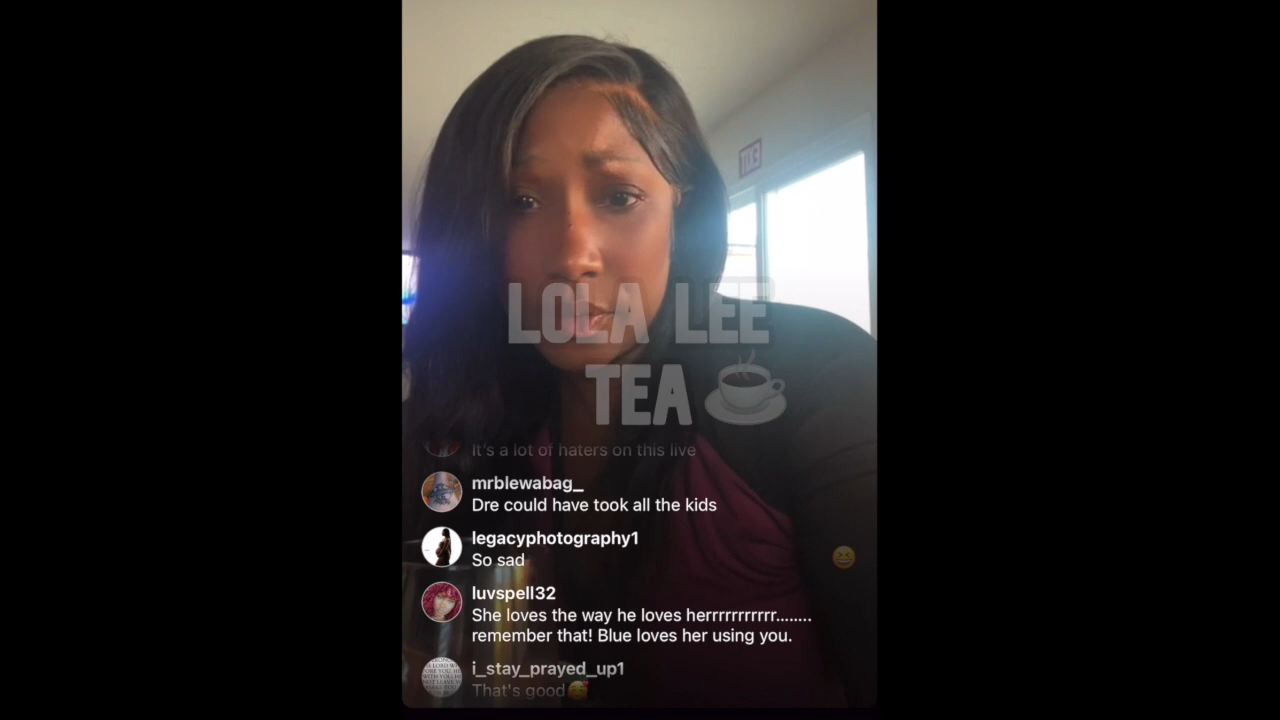 LOLA LEE
TEA
It's a lot of haters on this live
mrblewabag_
Dre could have took all the kids
legacyphotography1
So sad
luvspell32
She loves the way he loves herrrrrrrrrrr........
remember that! Blue loves her using you.
i_stay_prayed_up1
That's good🥰